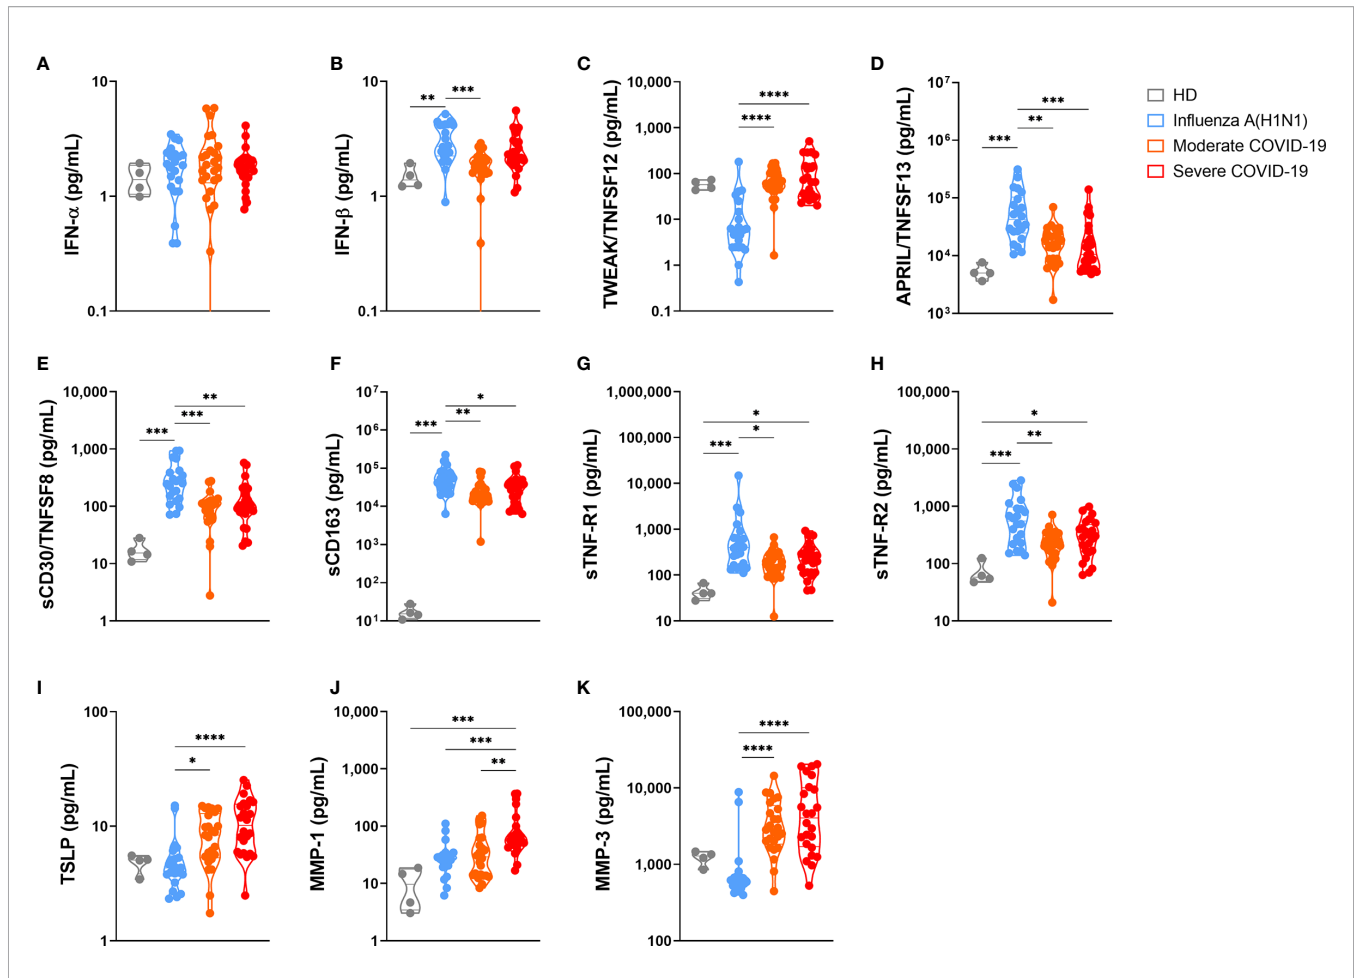 A
B
C
D
HD
Influenza A(H1N1)
Moderate COVID-19
Severe COVID-19
IFN-α (pg/mL)
10
1
0.1
IFN-β (pg/mL)
10
1
0.1
** ***
TWEAK/TNFSF12 (pg/mL)
10,000
1,000
100
10
1
0.1
****
****
APRIL/TNFSF13 (pg/mL)
10⁷
10⁶
10⁵
10⁴
10³
***
**
***
E
F
G
H
sCD30/TNFSF8 (pg/mL)
10,000
1,000
100
10
1
**
***
***
sCD163 (pg/mL)
10⁷
10⁶
10⁵
10⁴
10³
10²
10¹
*
**
***
sTNF-R1 (pg/mL)
1,000,000
100,000
10,000
1,000
100
10
*
*
***
sTNF-R2 (pg/mL)
100,000
10,000
1,000
100
10
*
**
***
I
J
K
TSLP (pg/mL)
100
10
1
****
*
MMP-1 (pg/mL)
10,000
1,000
100
10
1
***
***
**
MMP-3 (pg/mL)
100,000
10,000
1,000
100
****
****